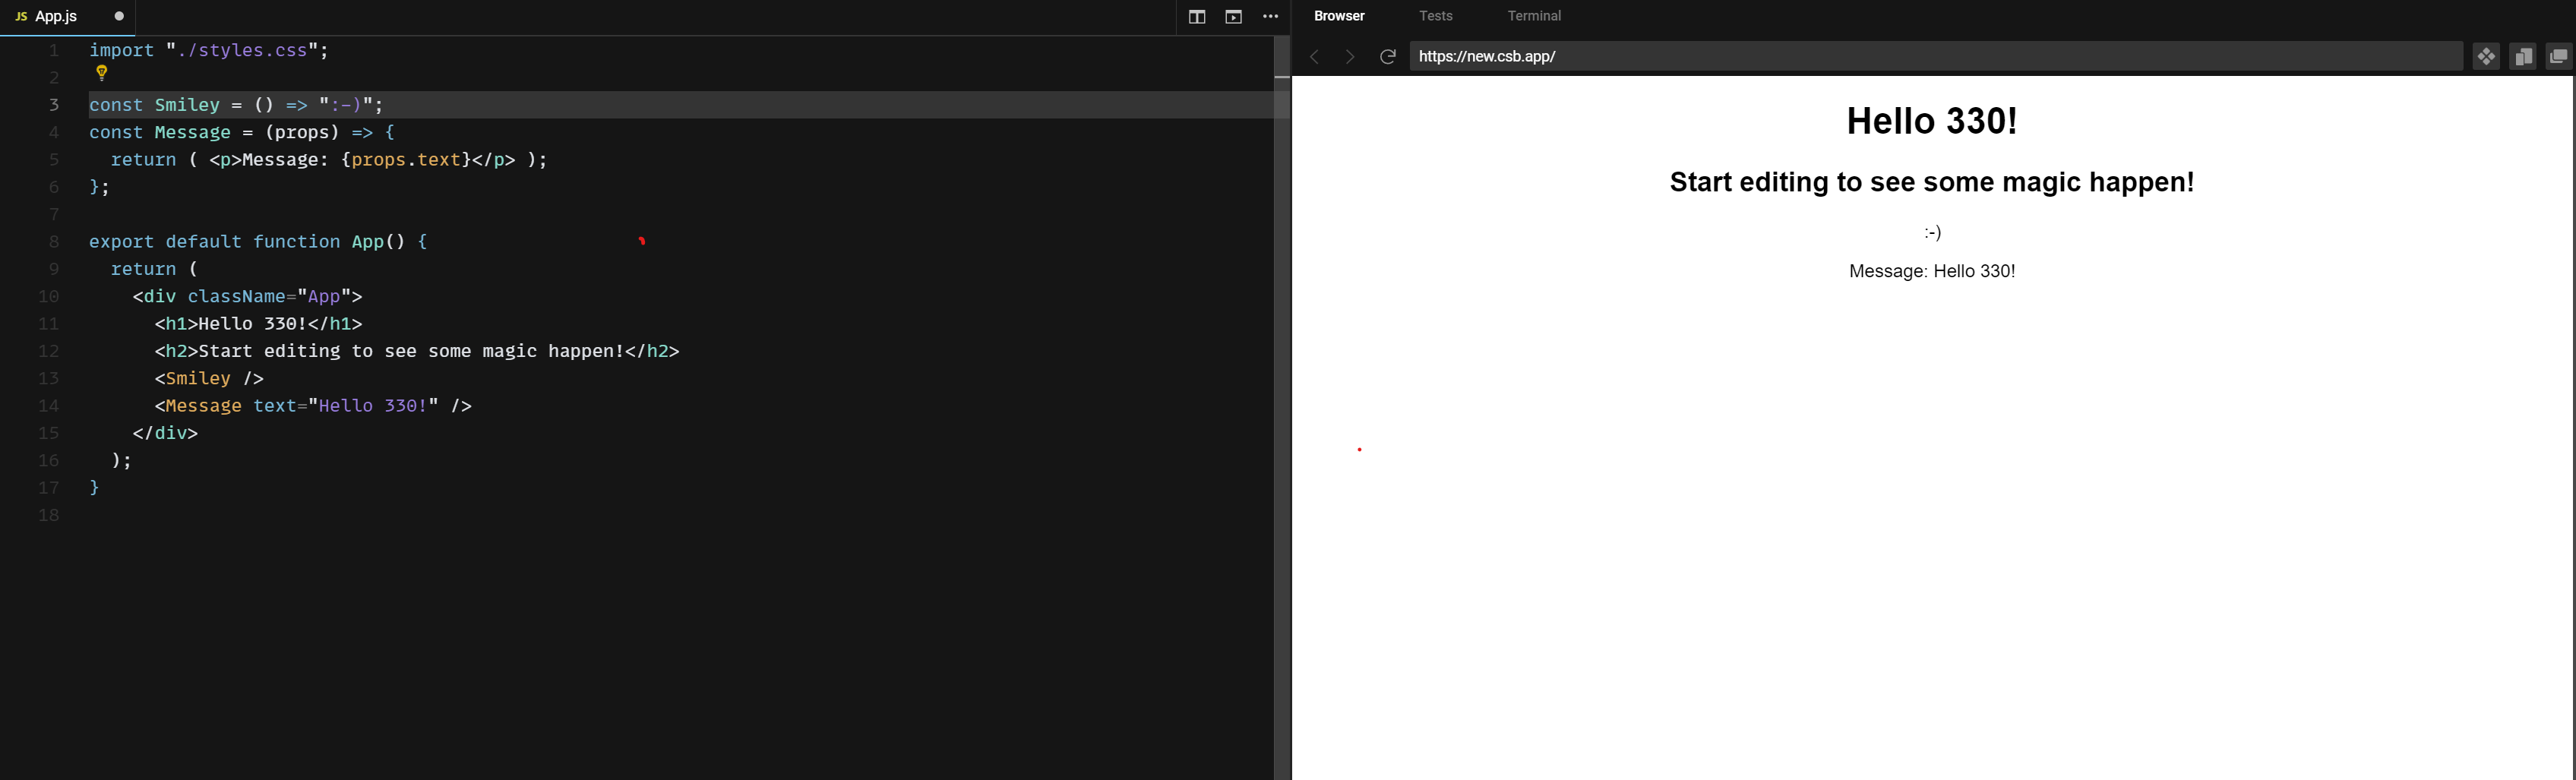 JS App.js
1 import "./styles.css";
2
3 const Smiley = () => ":-)";
4 const Message = (props) => {
5   return ( <p>Message: {props.text}</p> );
6 };
7
8 export default function App() {
9   return (
10     <div className="App">
11       <h1>Hello 330!</h1>
12       <h2>Start editing to see some magic happen!</h2>
13       <Smiley />
14       <Message text="Hello 330!" />
15     </div>
16   );
17 }
18
Browser Tests Terminal
https://new.csb.app/
Hello 330!
Start editing to see some magic happen!
:-)
Message: Hello 330!